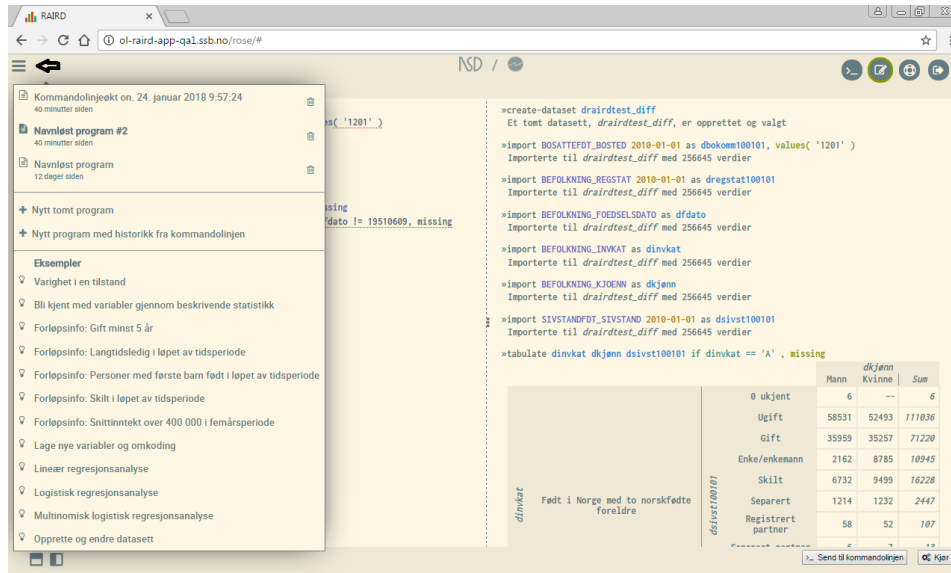 RAIRD
ol-raird-app-qa1.ssb.no/rose/#
NSD /
Kommandolinjeøkt on. 24. januar 2018 9:57:24
40 minutter siden
Navnløst program #2
40 minutter siden
Navnløst program
12 dager siden
+ Nytt tomt program
+ Nytt program med historikk fra kommandolinjen
Eksempler
Varighet i en tilstand
Bli kjent med variabler gjennom beskrivende statistikk
Forløpsinfo: Gift minst 5 år
Forløpsinfo: Langtidsledig i løpet av tidsperiode
Forløpsinfo: Personer med første barn født i løpet av tidsperiode
Forløpsinfo: Skilt i løpet av tidsperiode
Forløpsinfo: Snittinntekt over 400 000 i femårsperiode
Lage nye variabler og omkoding
Lineær regresjonsanalyse
Logistisk regresjonsanalyse
Multinomisk logistisk regresjonsanalyse
Opprette og endre datasett
es( '1201' )
ssing
fdato != 19510609, missing
»create-dataset drairdtest_diff
Et tomt datasett, drairdtest_diff, er opprettet og valgt
»import BOSATTEFDT_BOSTED 2010-01-01 as dbokomm100101, values( '1201' )
Importerte til drairdtest_diff med 256645 verdier
»import BEFOLKNING_REGSTAT 2010-01-01 as dregstat100101
Importerte til drairdtest_diff med 256645 verdier
»import BEFOLKNING_FOEDSELSDATO as dfdato
Importerte til drairdtest_diff med 256645 verdier
»import BEFOLKNING_INVKAT as dinvkat
Importerte til drairdtest_diff med 256645 verdier
»import BEFOLKNING_KJOENN as dkjønn
Importerte til drairdtest_diff med 256645 verdier
»import SIVSTANDFDT_SIVSTAND 2010-01-01 as dsivst100101
Importerte til drairdtest_diff med 256645 verdier
»tabulate dinvkat dkjønn dsivst100101 if dinvkat == 'A' , missing
dkjønn
Mann Kvinne Sum
0 ukjent 6 -- 6
Ugift 58531 52493 111036
Gift 35959 35257 71220
Enke/enkemann 2162 8785 10945
Skilt 6732 9499 16228
Separert 1214 1232 2447
Registrert partner 58 52 107
Separert partner 6 7 13
dinvkat
Født i Norge med to norskfødte foreldre
dsivst100101
>_ Send til kommandolinjen
Kjør